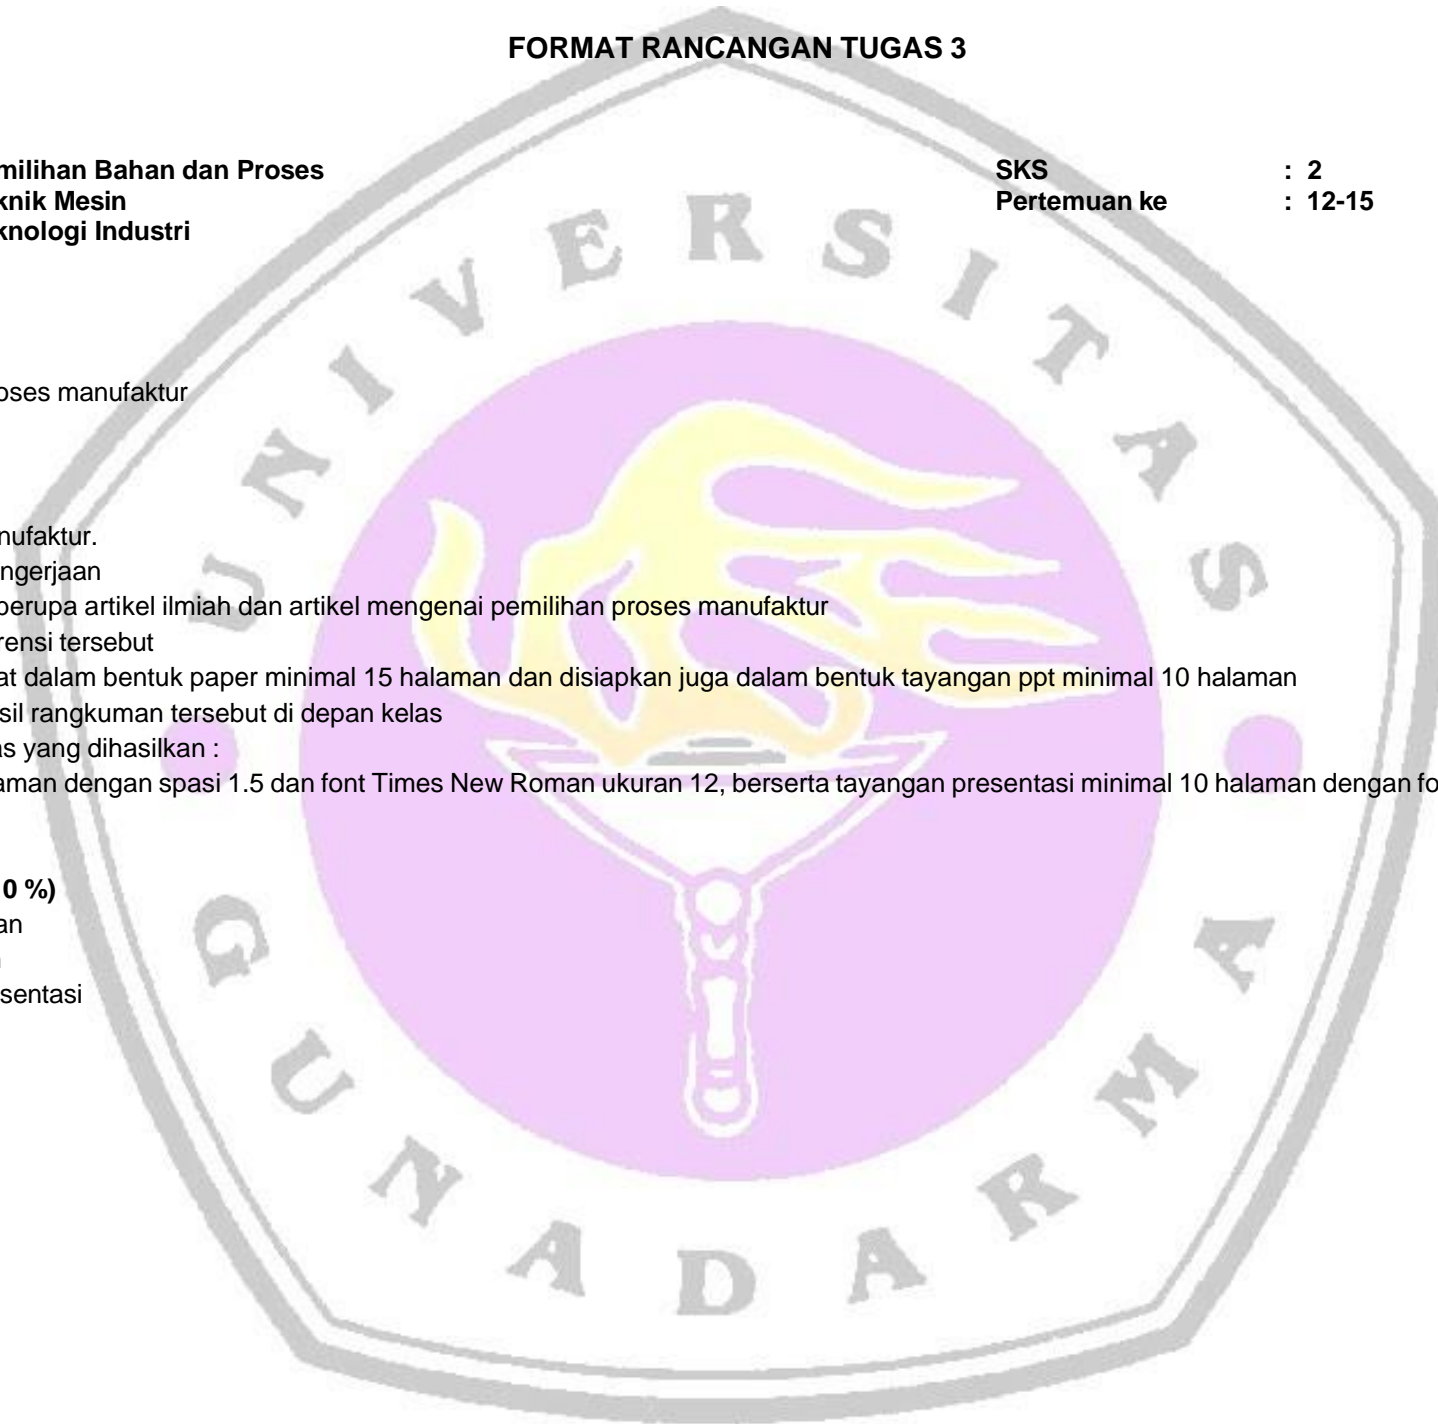 FORMAT RANCANGAN TUGAS 3
milihan Bahan dan Proses SKS : 2
knik Mesin Pertemuan ke : 12-15
knologi Industri
UNIVERSITAS
oses manufaktur
nufaktur.
ngerjaan
berupa artikel ilmiah dan artikel mengenai pemilihan proses manufaktur
rensi tersebut
at dalam bentuk paper minimal 15 halaman dan disiapkan juga dalam bentuk tayangan ppt minimal 10 halaman
sil rangkuman tersebut di depan kelas
as yang dihasilkan :
aman dengan spasi 1.5 dan font Times New Roman ukuran 12, berserta tayangan presentasi minimal 10 halaman dengan fo
0 %)
an
sentasi
GUNADARMA